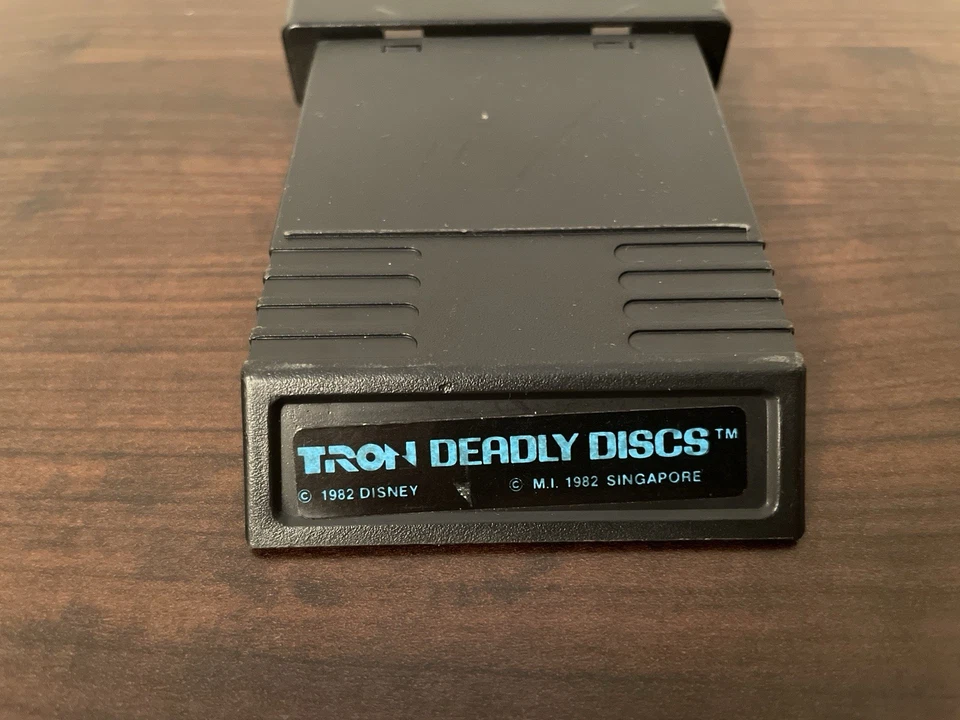 TRON DEADLY DISCS™
© 1982 DISNEY © M.I. 1982 SINGAPORE